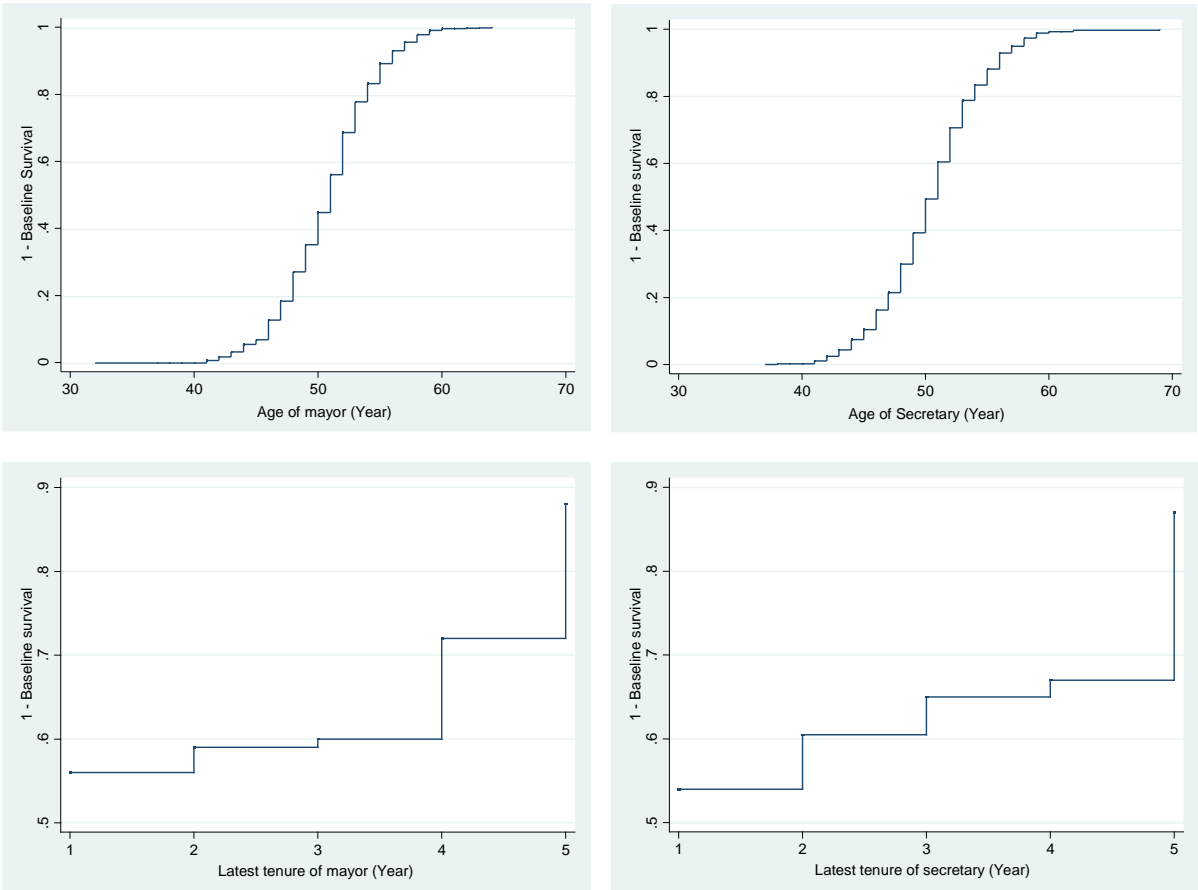 1 - Baseline Survival
1
.8
.6
.4
.2
0
30 40 50 60 70
Age of mayor (Year)
1 - Baseline survival
1
.8
.6
.4
.2
0
30 40 50 60 70
Age of Secretary (Year)
1 - Baseline survival
.9
.8
.7
.6
.5
1 2 3 4 5
Latest tenure of mayor (Year)
1 - Baseline survival
.9
.8
.7
.6
.5
1 2 3 4 5
Latest tenure of secretary (Year)